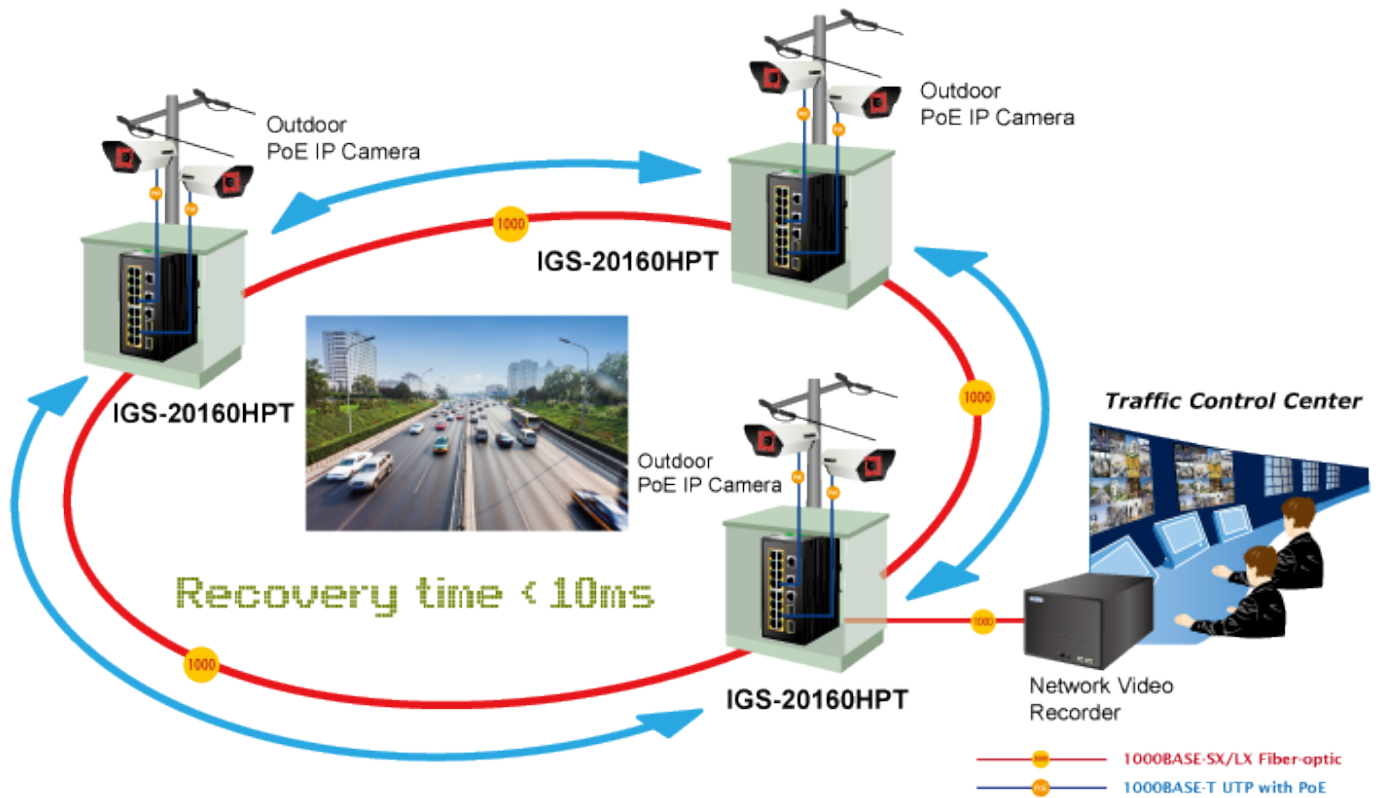 Outdoor
PoE IP Camera
Outdoor
PoE IP Camera
1000
IGS-20160HPT
IGS-20160HPT
1000
Traffic Control Center
Outdoor
PoE IP Camera
Recovery time < 10ms
1000
1000
IGS-20160HPT
Network Video
Recorder
1000BASE-SX/LX Fiber-optic
PoE
1000BASE-T UTP with PoE